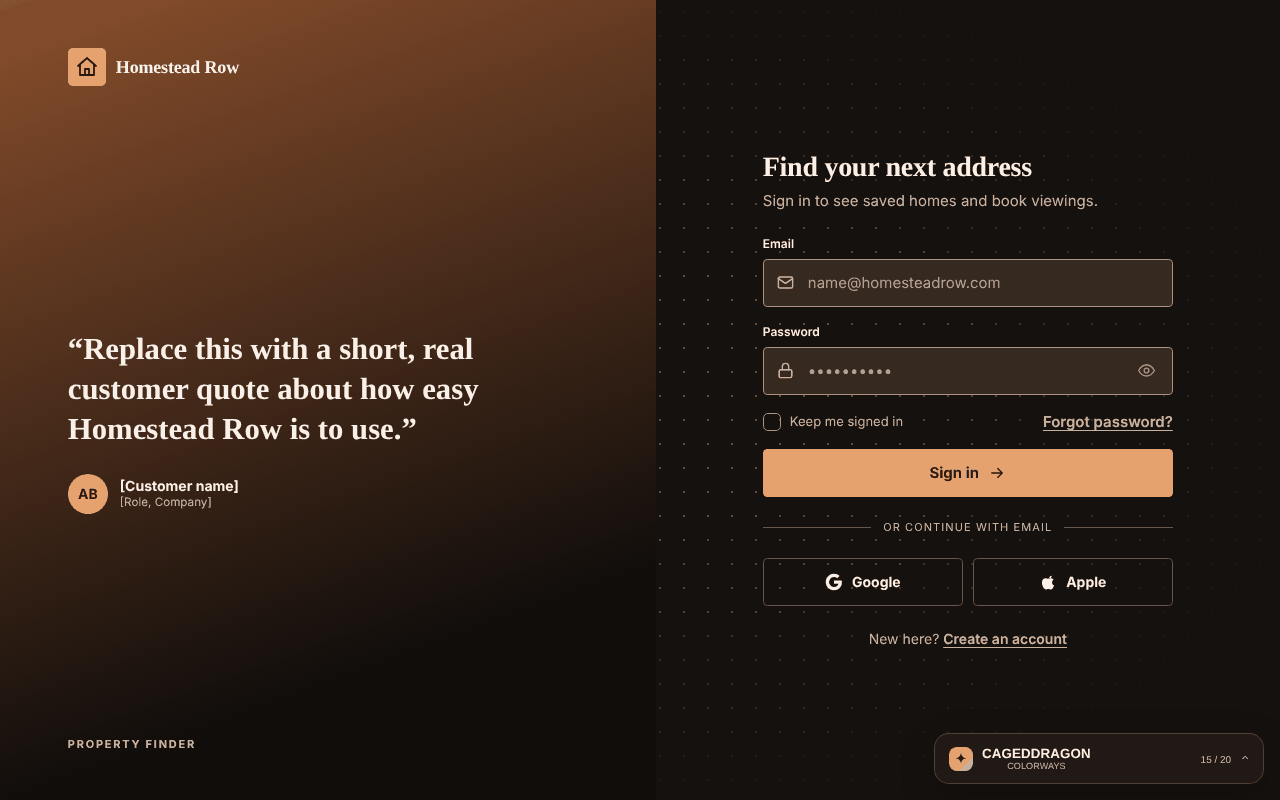 Homestead Row
“Replace this with a short, real
customer quote about how easy
Homestead Row is to use.”
AB
[Customer name]
[Role, Company]
PROPERTY FINDER
Find your next address
Sign in to see saved homes and book viewings.
Email
name@homesteadrow.com
Password
Keep me signed in
Forgot password?
Sign in
OR CONTINUE WITH EMAIL
Google
Apple
New here? Create an account
CAGEDDRAGON
COLORWAYS
15 / 20